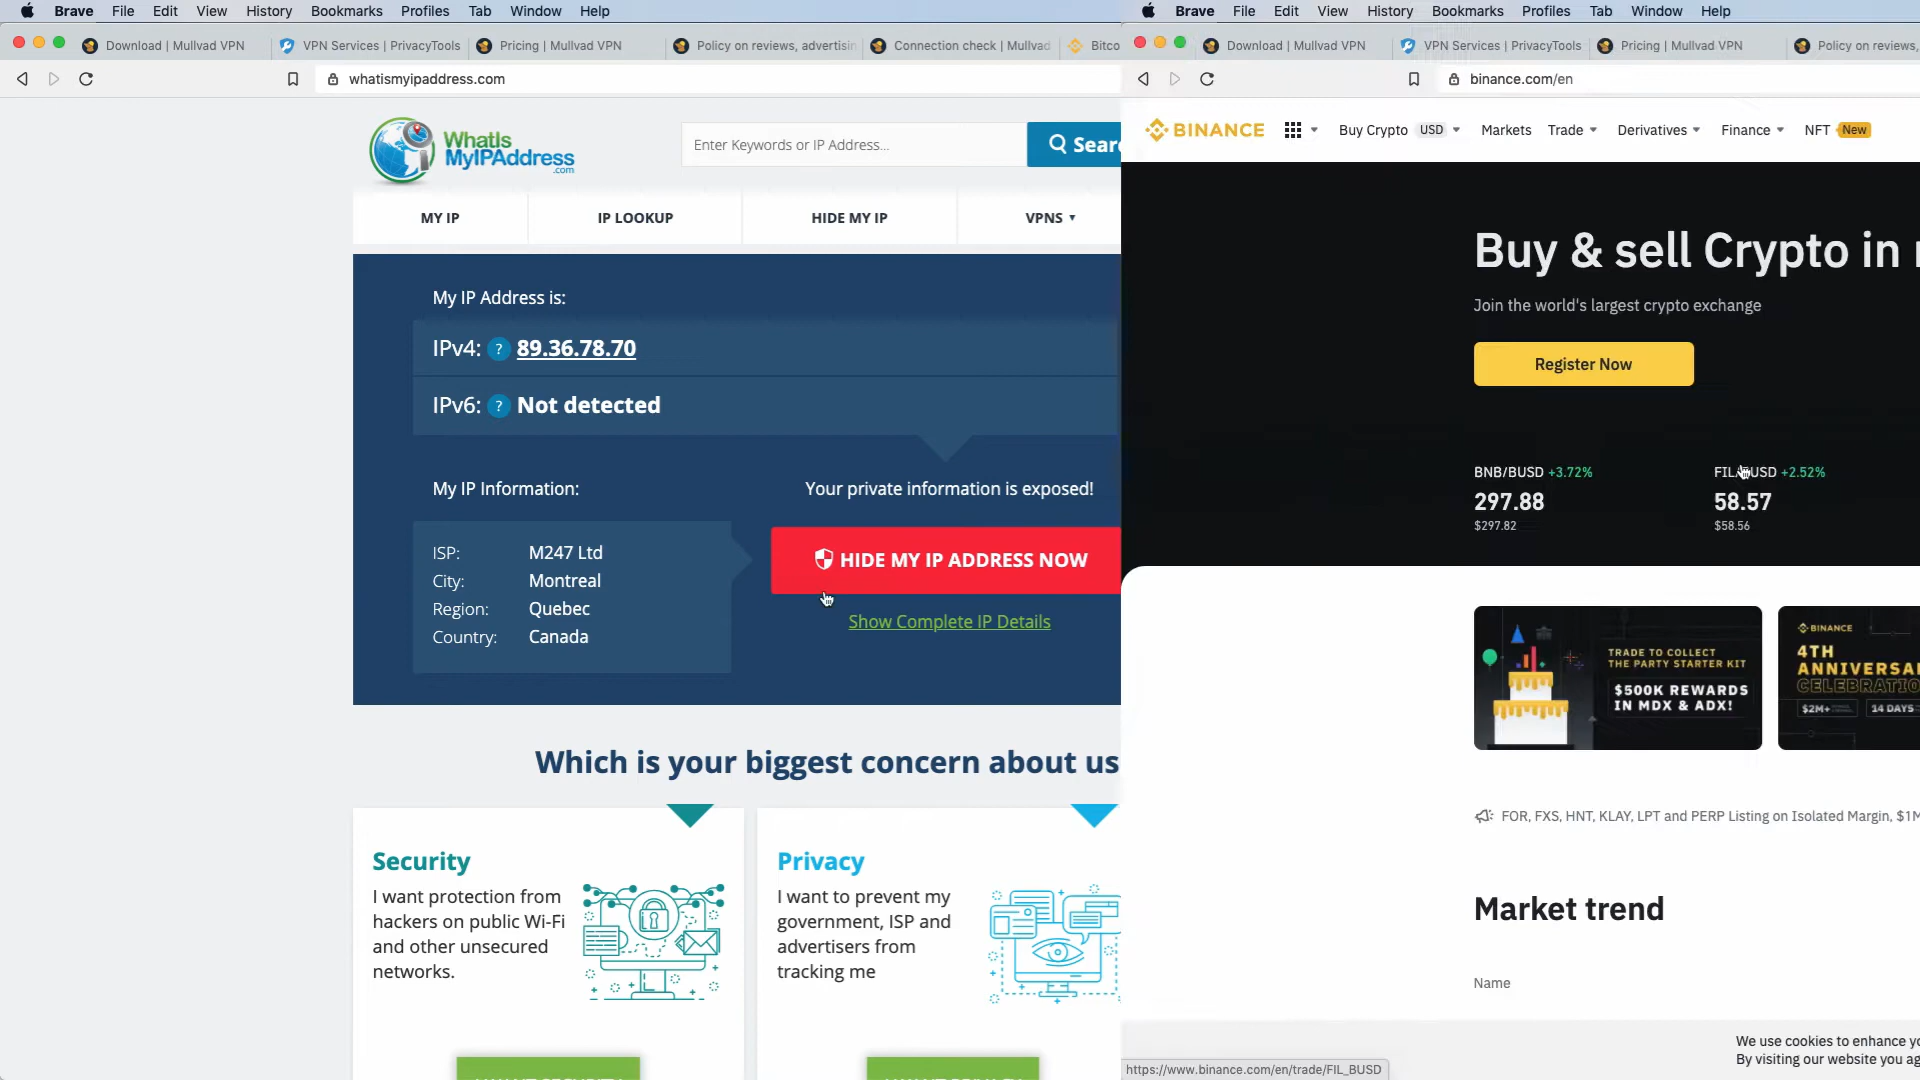 Brave File Edit View History Bookmarks Profiles Tab Window Help
Download | Mullvad VPN
VPN Services | PrivacyTools
Pricing | Mullvad VPN
Policy on reviews, advertisin
Connection check | Mullvad
Bitco
whatismyipaddress.com
WhatIs
MyIPAddress
.com
Enter Keywords or IP Address...
Sear
MY IP
IP LOOKUP
HIDE MY IP
VPNS
My IP Address is:
IPv4: ? 89.36.78.70
IPv6: ? Not detected
My IP Information:
Your private information is exposed!
ISP: M247 Ltd
City: Montreal
Region: Quebec
Country: Canada
HIDE MY IP ADDRESS NOW
Show Complete IP Details
Which is your biggest concern about us
Security
I want protection from
hackers on public Wi-Fi
and other unsecured
networks.
Privacy
I want to prevent my
government, ISP and
advertisers from
tracking me
Brave File Edit View History Bookmarks Profiles Tab Window Help
Download | Mullvad VPN
VPN Services | PrivacyTools
Pricing | Mullvad VPN
Policy on reviews,
binance.com/en
BINANCE
Buy Crypto USD
Markets
Trade
Derivatives
Finance
NFT New
Buy & sell Crypto in
Join the world's largest crypto exchange
Register Now
BNB/BUSD +3.72%
297.88
$297.82
+2.52%
58.57
$58.56
TRADE TO COLLECT
THE PARTY STARTER KIT
$500K REWARDS
IN MDX & ADX!
BINANCE
4TH
ANNIVERSA
CELEBRATIO
$2M+ 14 DAYS
FOR, FXS, HNT, KLAY, LPT and PERP Listing on Isolated Margin, $1M
Market trend
Name
We use cookies to enhance yo
By visiting our website you ag
https://www.binance.com/en/trade/FIL_BUSD